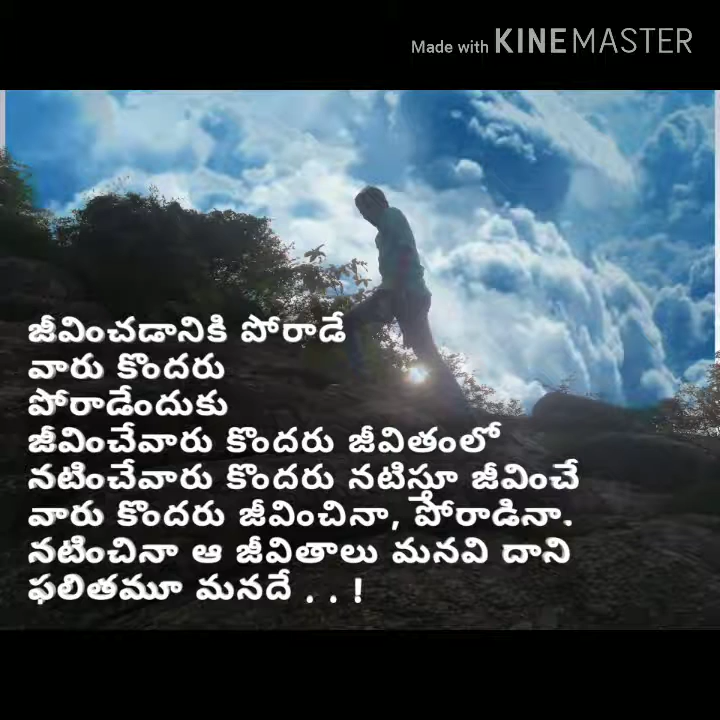 Made with KINEMASTER
జీవించడానికి పోరాడే
వారు కొందరు
పోరాడేందుకు
జీవించేవారు కొందరు జీవితంలో
నటించేవారు కొందరు నటిస్తూ జీవించే
వారు కొందరు జీవించినా, పోరాడినా.
నటించినా ఆ జీవితాలు మనవి దాని
ఫలితమూ మనదే . . !